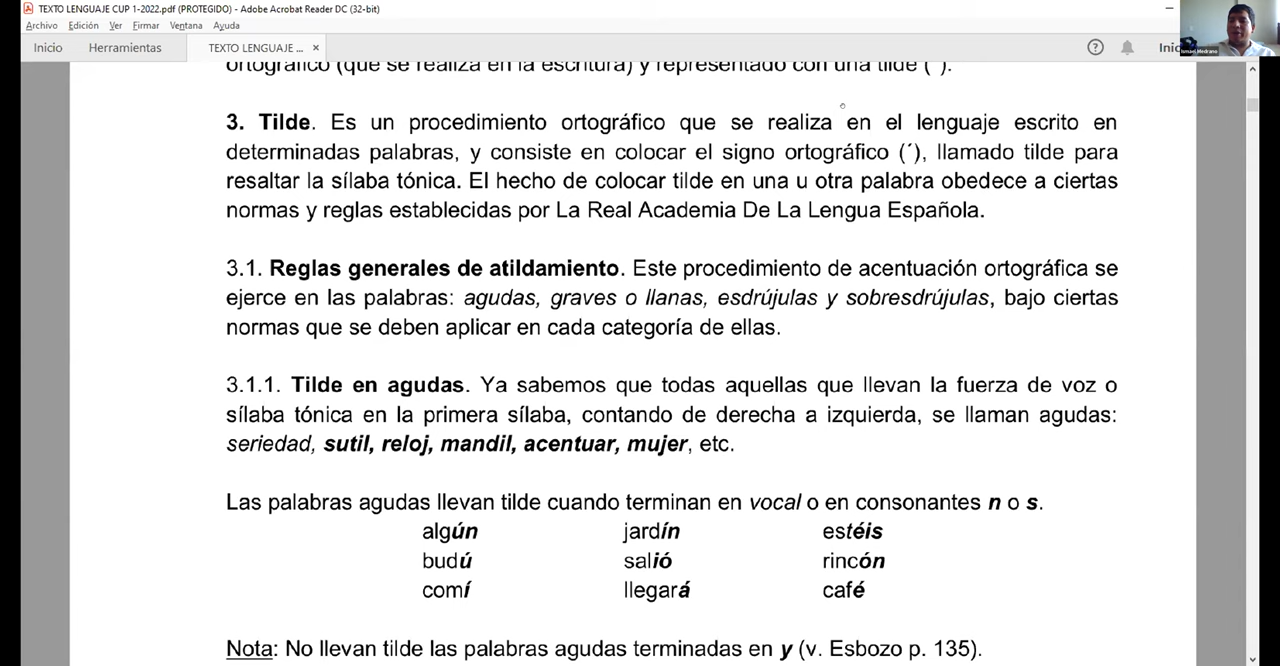 TEXTO LENGUAJE CUP 1-2022.pdf (PROTEGIDO) - Adobe Acrobat Reader DC (32-bit)
Archivo Edición Ver Firmar Ventana Ayuda
Inicio Herramientas TEXTO LENGUAJE ... × Inic
Ismael Medrano
ortográfico (que se realiza en la escritura) y representado con una tilde (´).
3. Tilde. Es un procedimiento ortográfico que se realiza en el lenguaje escrito en
determinadas palabras, y consiste en colocar el signo ortográfico (´), llamado tilde para
resaltar la sílaba tónica. El hecho de colocar tilde en una u otra palabra obedece a ciertas
normas y reglas establecidas por La Real Academia De La Lengua Española.
3.1. Reglas generales de atildamiento. Este procedimiento de acentuación ortográfica se
ejerce en las palabras: agudas, graves o llanas, esdrújulas y sobresdrújulas, bajo ciertas
normas que se deben aplicar en cada categoría de ellas.
3.1.1. Tilde en agudas. Ya sabemos que todas aquellas que llevan la fuerza de voz o
sílaba tónica en la primera sílaba, contando de derecha a izquierda, se llaman agudas:
seriedad, sutil, reloj, mandil, acentuar, mujer, etc.
Las palabras agudas llevan tilde cuando terminan en vocal o en consonantes n o s.
algún jardín estéis
budú salió rincón
comí llegará café
Nota: No llevan tilde las palabras agudas terminadas en y (v. Esbozo p. 135).